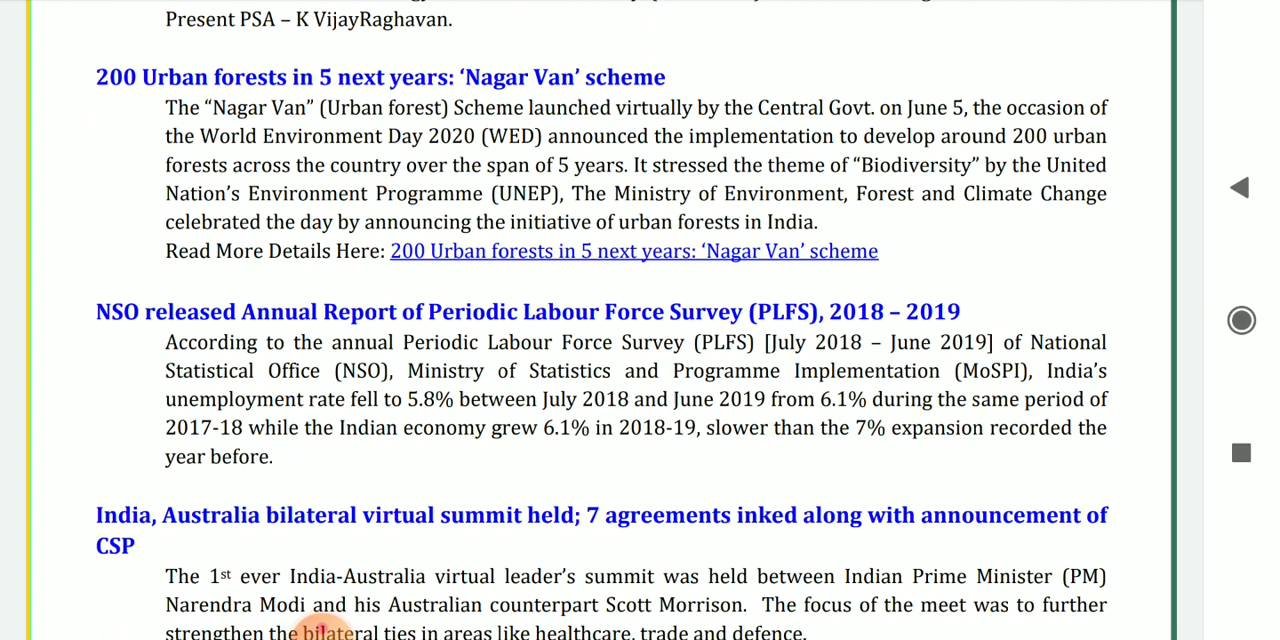 Present PSA – K VijayRaghavan.
200 Urban forests in 5 next years: ‘Nagar Van’ scheme
The “Nagar Van” (Urban forest) Scheme launched virtually by the Central Govt. on June 5, the occasion of
the World Environment Day 2020 (WED) announced the implementation to develop around 200 urban
forests across the country over the span of 5 years. It stressed the theme of “Biodiversity” by the United
Nation’s Environment Programme (UNEP), The Ministry of Environment, Forest and Climate Change
celebrated the day by announcing the initiative of urban forests in India.
Read More Details Here: 200 Urban forests in 5 next years: ‘Nagar Van’ scheme
NSO released Annual Report of Periodic Labour Force Survey (PLFS), 2018 – 2019
According to the annual Periodic Labour Force Survey (PLFS) [July 2018 – June 2019] of National
Statistical Office (NSO), Ministry of Statistics and Programme Implementation (MoSPI), India’s
unemployment rate fell to 5.8% between July 2018 and June 2019 from 6.1% during the same period of
2017-18 while the Indian economy grew 6.1% in 2018-19, slower than the 7% expansion recorded the
year before.
India, Australia bilateral virtual summit held; 7 agreements inked along with announcement of
CSP
The 1st ever India-Australia virtual leader’s summit was held between Indian Prime Minister (PM)
Narendra Modi and his Australian counterpart Scott Morrison. The focus of the meet was to further
strengthen the bilateral ties in areas like healthcare, trade and defence.